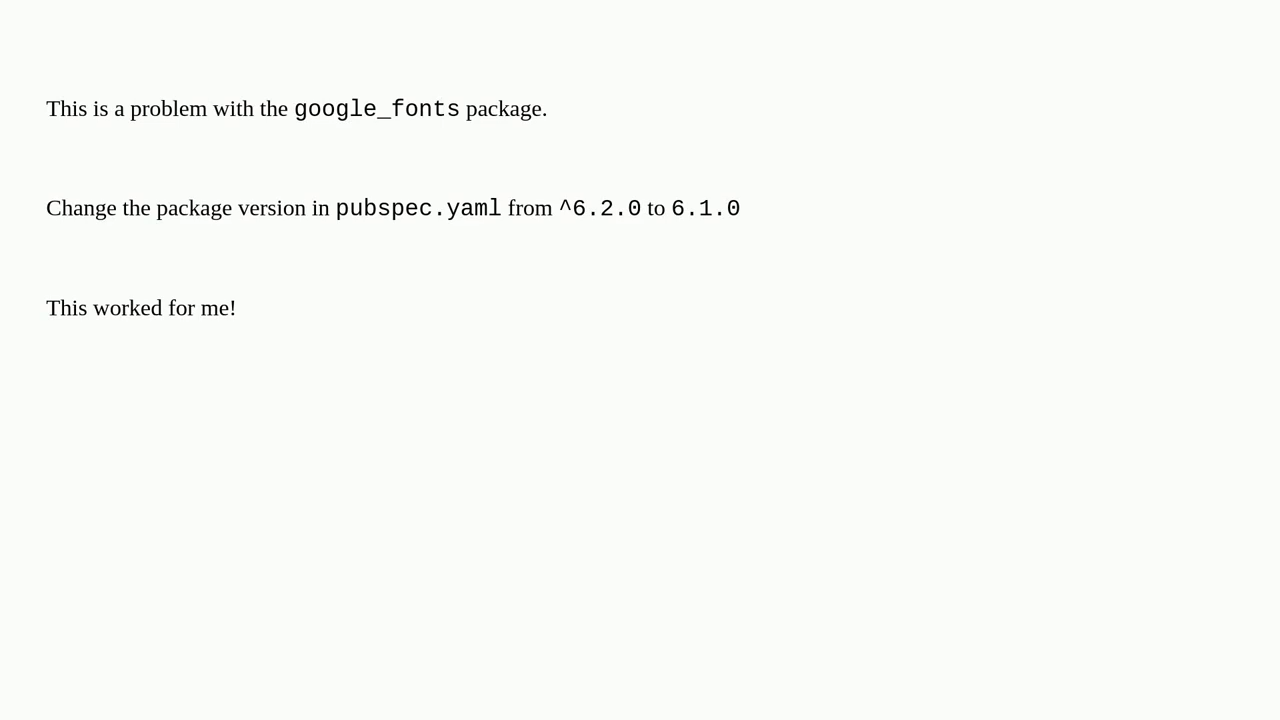 This is a problem with the google_fonts package.
Change the package version in pubspec.yaml from ^6.2.0 to 6.1.0
This worked for me!